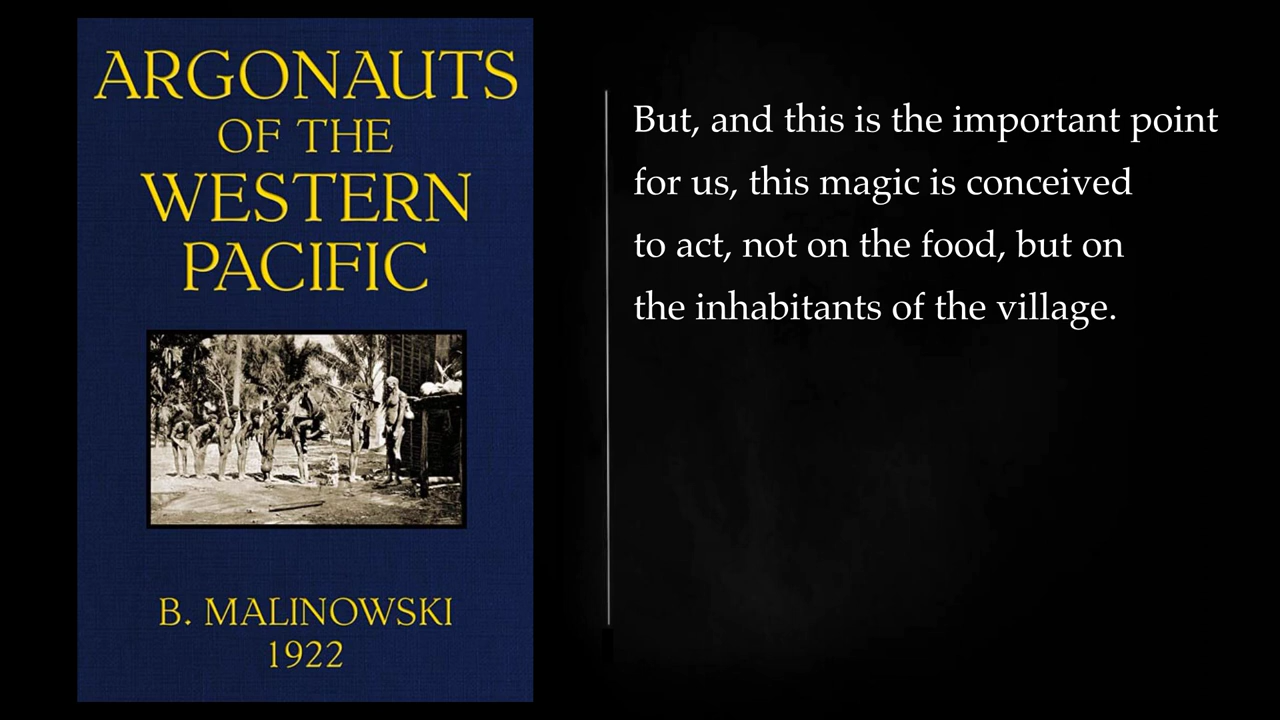 ARGONAUTS
OF THE
WESTERN
PACIFIC
B. MALINOWSKI
1922
But, and this is the important point
for us, this magic is conceived
to act, not on the food, but on
the inhabitants of the village.